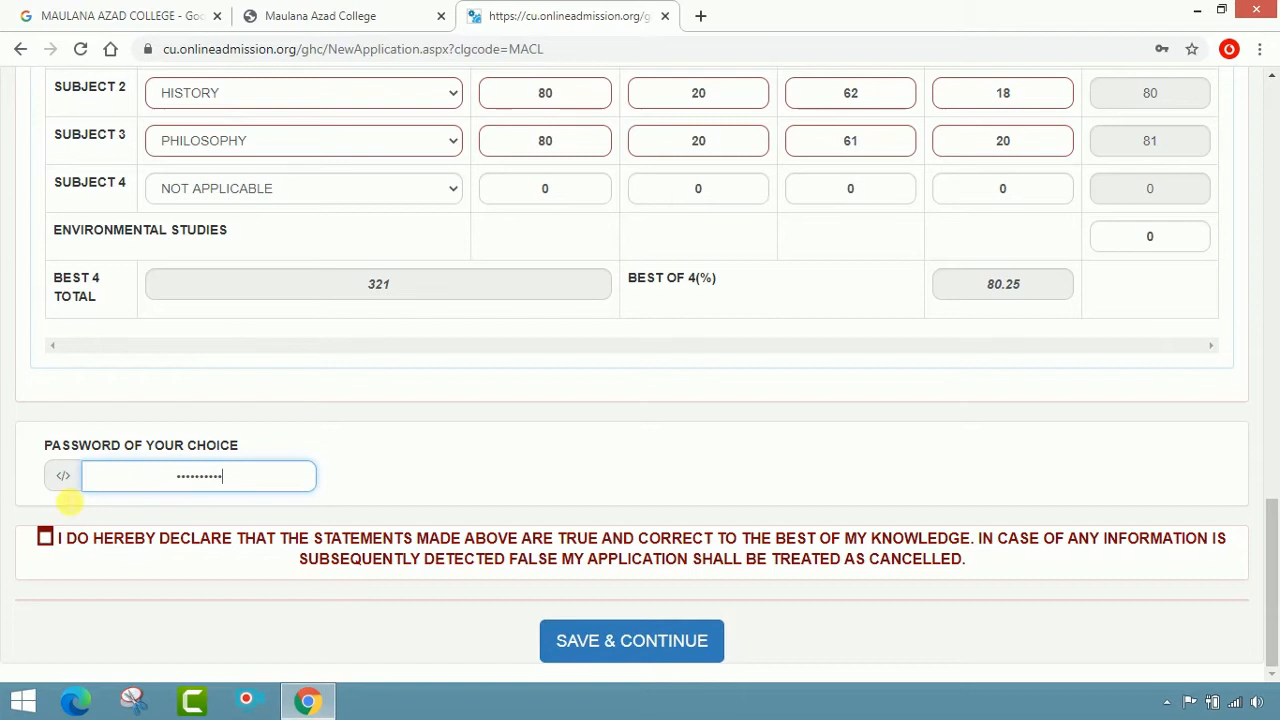 MAULANA AZAD COLLEGE - Goo
Maulana Azad College
https://cu.onlineadmission.org/g
cu.onlineadmission.org/ghc/NewApplication.aspx?clgcode=MACL
SUBJECT 2 HISTORY 80 20 62 18 80
SUBJECT 3 PHILOSOPHY 80 20 61 20 81
SUBJECT 4 NOT APPLICABLE 0 0 0 0 0
ENVIRONMENTAL STUDIES 0
BEST 4 TOTAL 321 BEST OF 4(%) 80.25
PASSWORD OF YOUR CHOICE
</> ••••••••••
I DO HEREBY DECLARE THAT THE STATEMENTS MADE ABOVE ARE TRUE AND CORRECT TO THE BEST OF MY KNOWLEDGE. IN CASE OF ANY INFORMATION IS
SUBSEQUENTLY DETECTED FALSE MY APPLICATION SHALL BE TREATED AS CANCELLED.
SAVE & CONTINUE